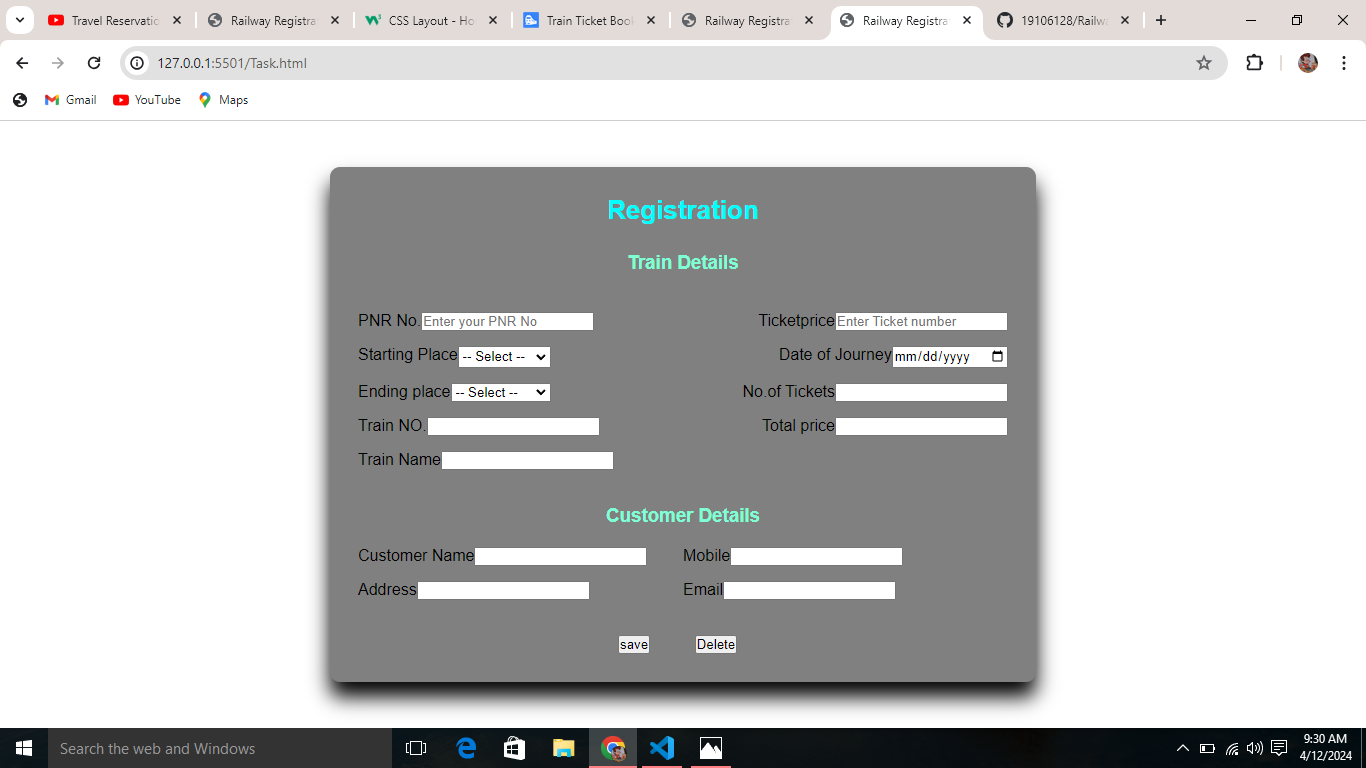 Travel Reservatio
Railway Registra
CSS Layout - Ho
Train Ticket Book
Railway Registra
Railway Registra
19106128/Railwa
127.0.0.1:5501/Task.html
Gmail YouTube Maps
Registration
Train Details
PNR No. Enter your PNR No Ticketprice Enter Ticket number
Starting Place -- Select -- Date of Journey mm/dd/yyyy
Ending place -- Select -- No.of Tickets
Train NO. Total price
Train Name
Customer Details
Customer Name Mobile
Address Email
save Delete
Search the web and Windows
9:30 AM
4/12/2024